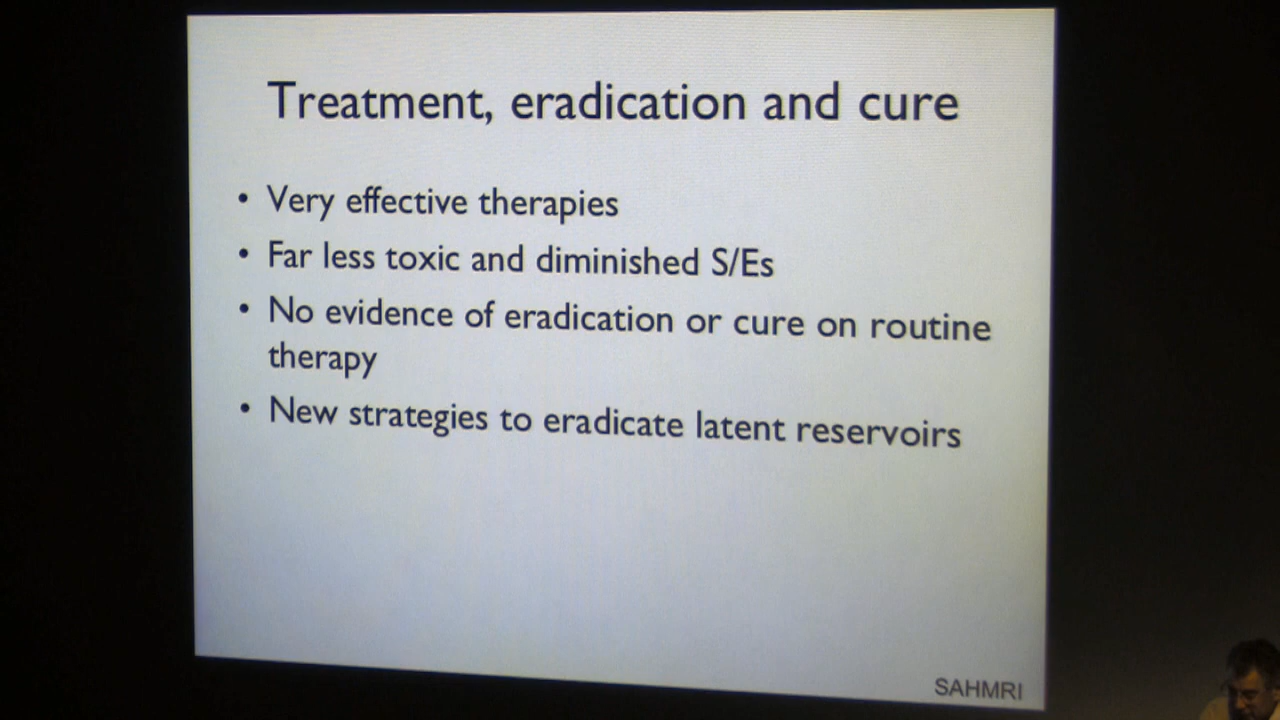 Treatment, eradication and cure
• Very effective therapies
• Far less toxic and diminished S/Es
• No evidence of eradication or cure on routine
therapy
• New strategies to eradicate latent reservoirs
SAHMRI